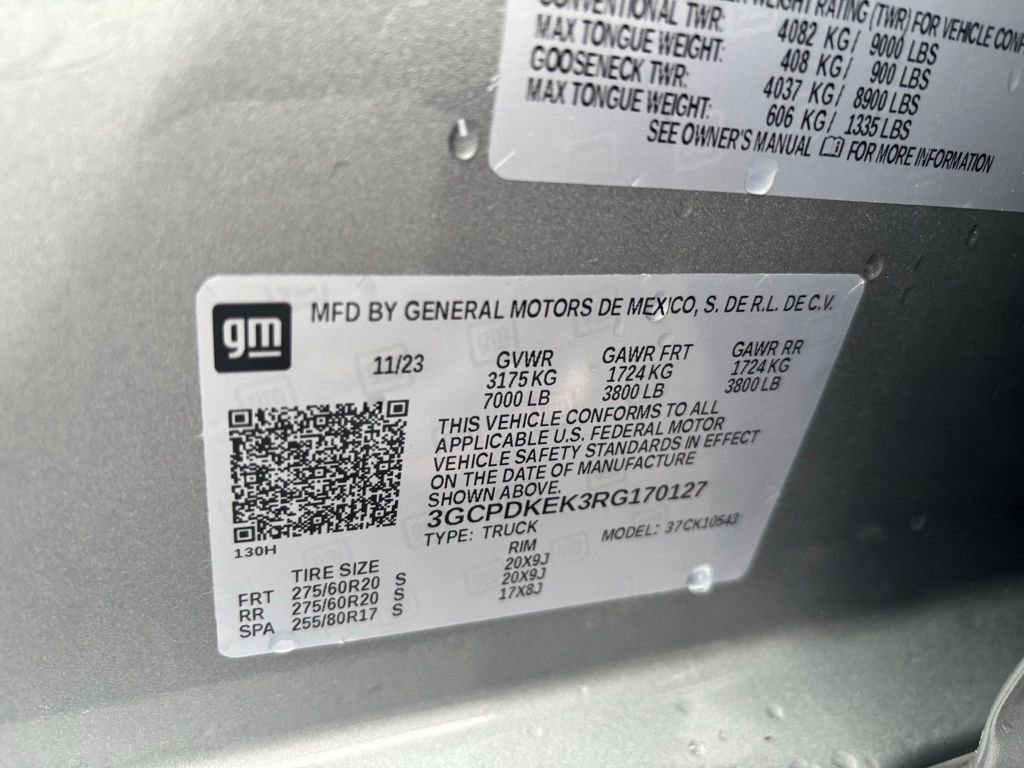 WEIGHT RATING (TWR) FOR VEHICLE
CONVENTIONAL TWR: 4082 KG/ 9000 LBS
MAX TONGUE WEIGHT: 408 KG/ 900 LBS
GOOSENECK TWR: 4037 KG/ 8900 LBS
MAX TONGUE WEIGHT: 606 KG/ 1335 LBS
SEE OWNER'S MANUAL FOR MORE INFORMATION
gm
MFD BY GENERAL MOTORS DE MEXICO, S. DE R.L. DE C.V.
11/23 GVWR GAWR FRT GAWR RR
3175 KG 1724 KG 1724 KG
7000 LB 3800 LB 3800 LB
THIS VEHICLE CONFORMS TO ALL
APPLICABLE U.S. FEDERAL MOTOR
VEHICLE SAFETY STANDARDS IN EFFECT
ON THE DATE OF MANUFACTURE
SHOWN ABOVE.
3GCPDKEK3RG170127
TYPE: TRUCK MODEL: 37CK10543
130H
TIRE SIZE RIM
FRT 275/60R20 S 20X9J
RR 275/60R20 S 20X9J
SPA 255/80R17 S 17X8J